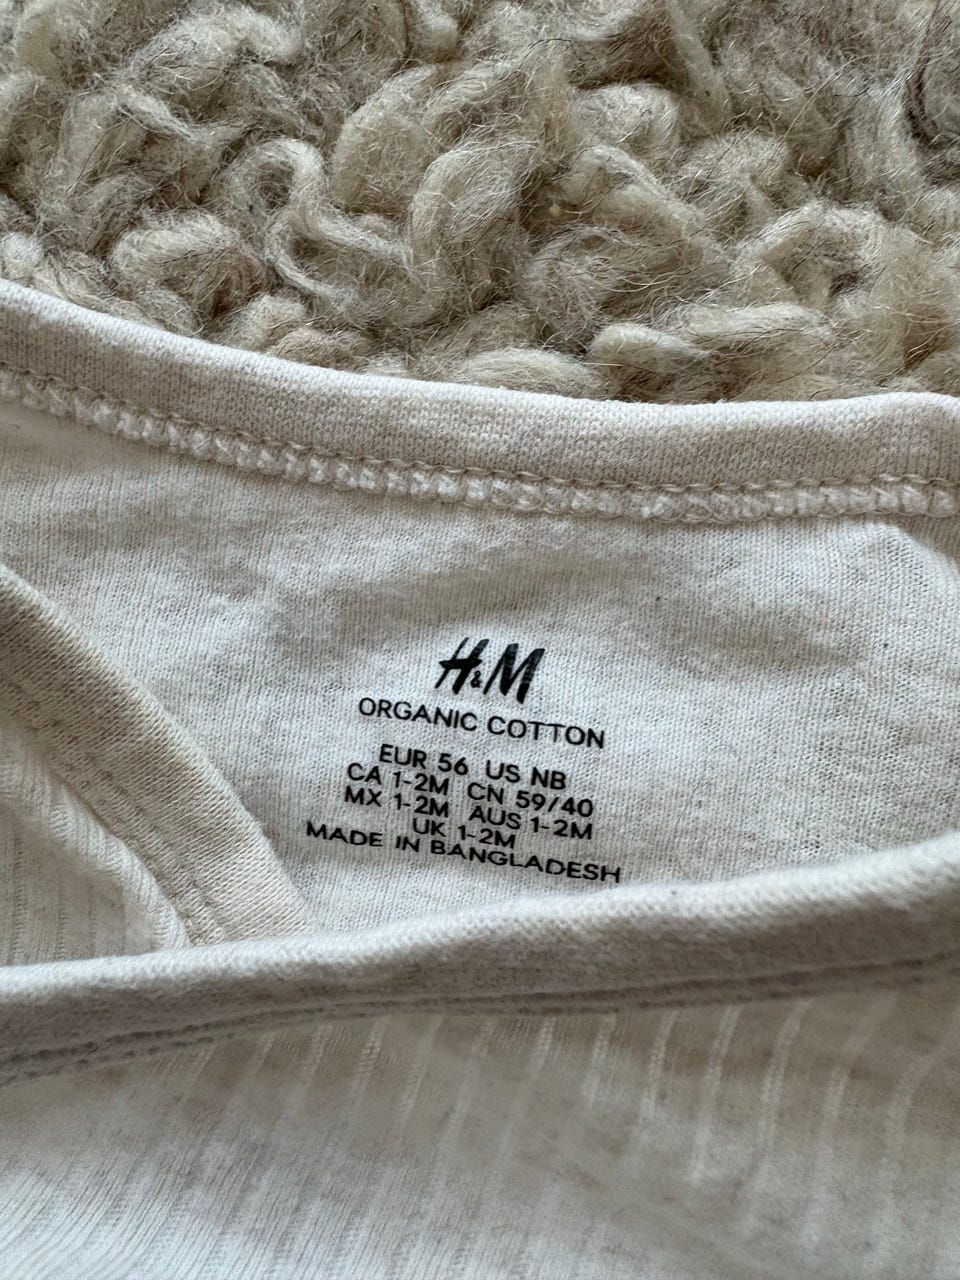 H&M
ORGANIC COTTON
EUR 56 US NB
CA 1-2M CN 59/40
MX 1-2M AUS 1-2M
UK 1-2M
MADE IN BANGLADESH